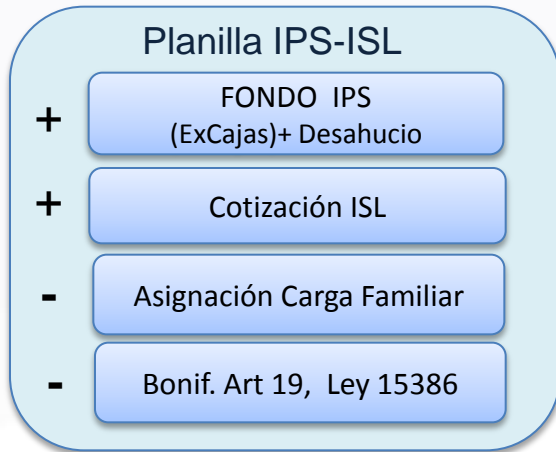 Planilla IPS-ISL
+ FONDO IPS
(ExCajas)+ Desahucio
+ Cotización ISL
- Asignación Carga Familiar
- Bonif. Art 19, Ley 15386